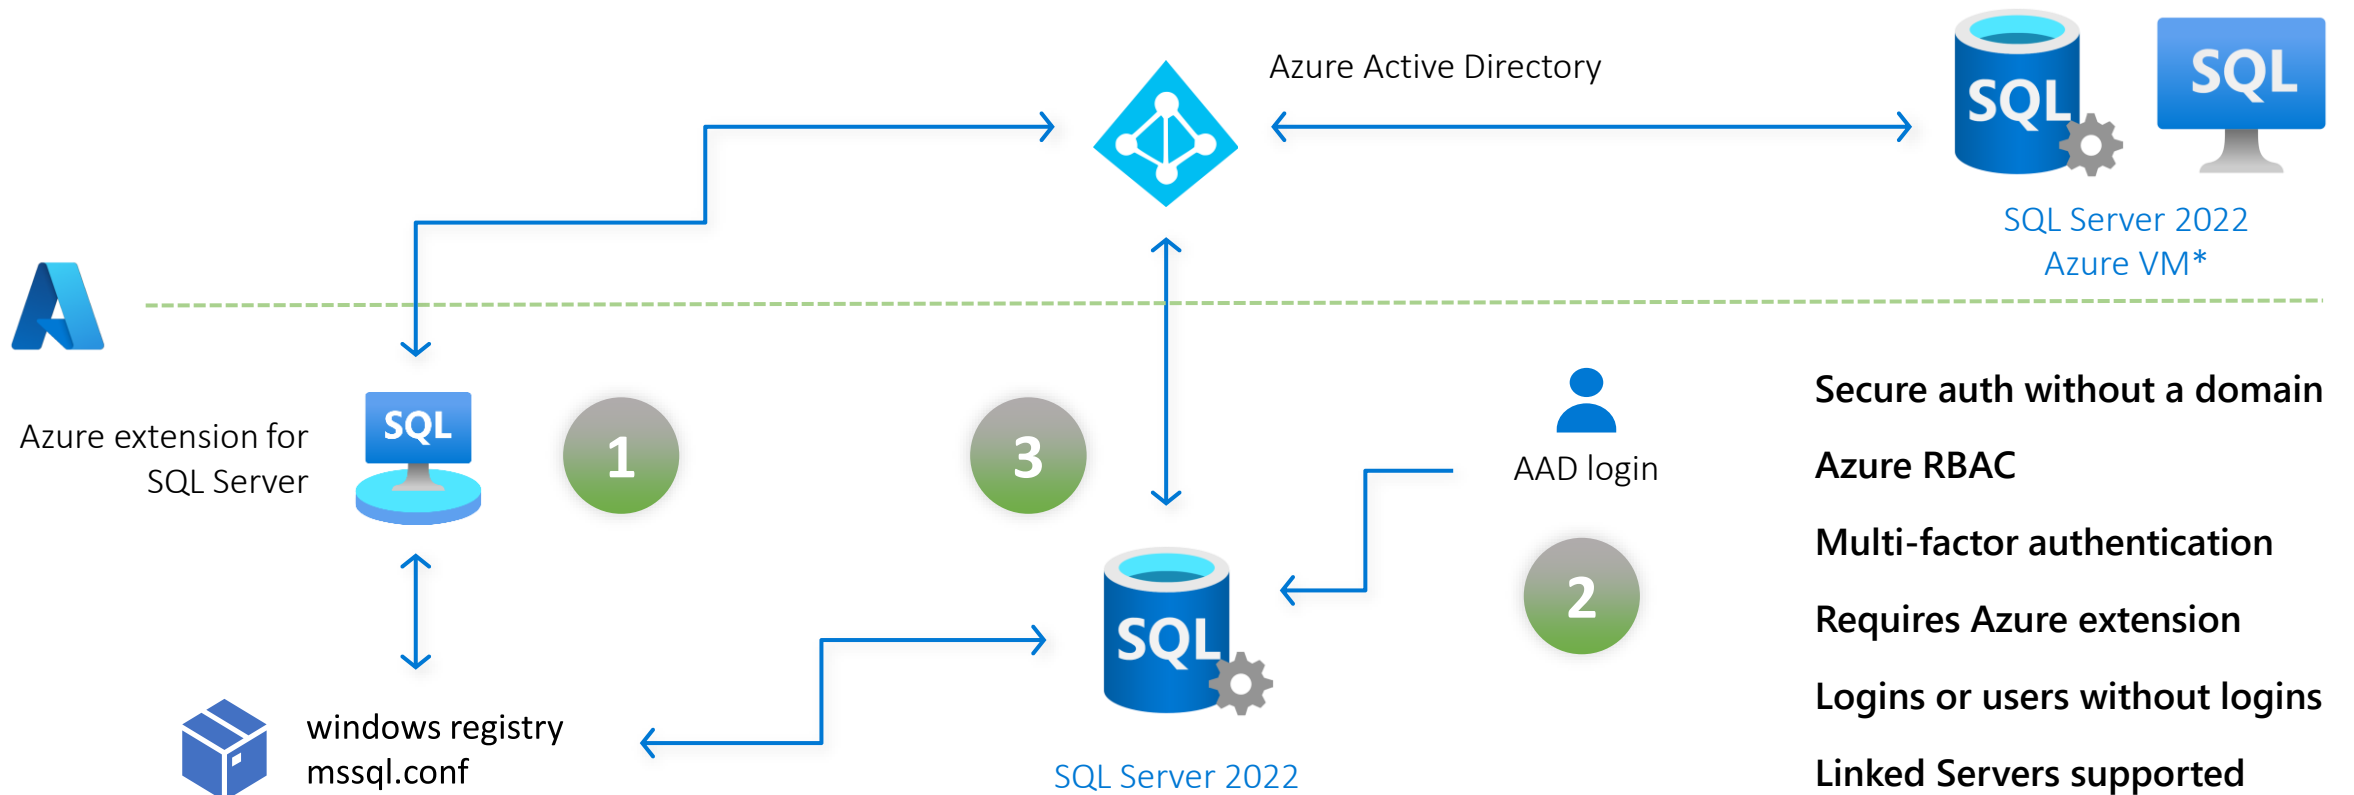 Azure Active Directory
SQL
SQL
SQL Server 2022
Azure VM*
Azure extension for
SQL Server
SQL
1
3
AAD login
2
SQL
windows registry
mssql.conf
SQL Server 2022
Secure auth without a domain
Azure RBAC
Multi-factor authentication
Requires Azure extension
Logins or users without logins
Linked Servers supported